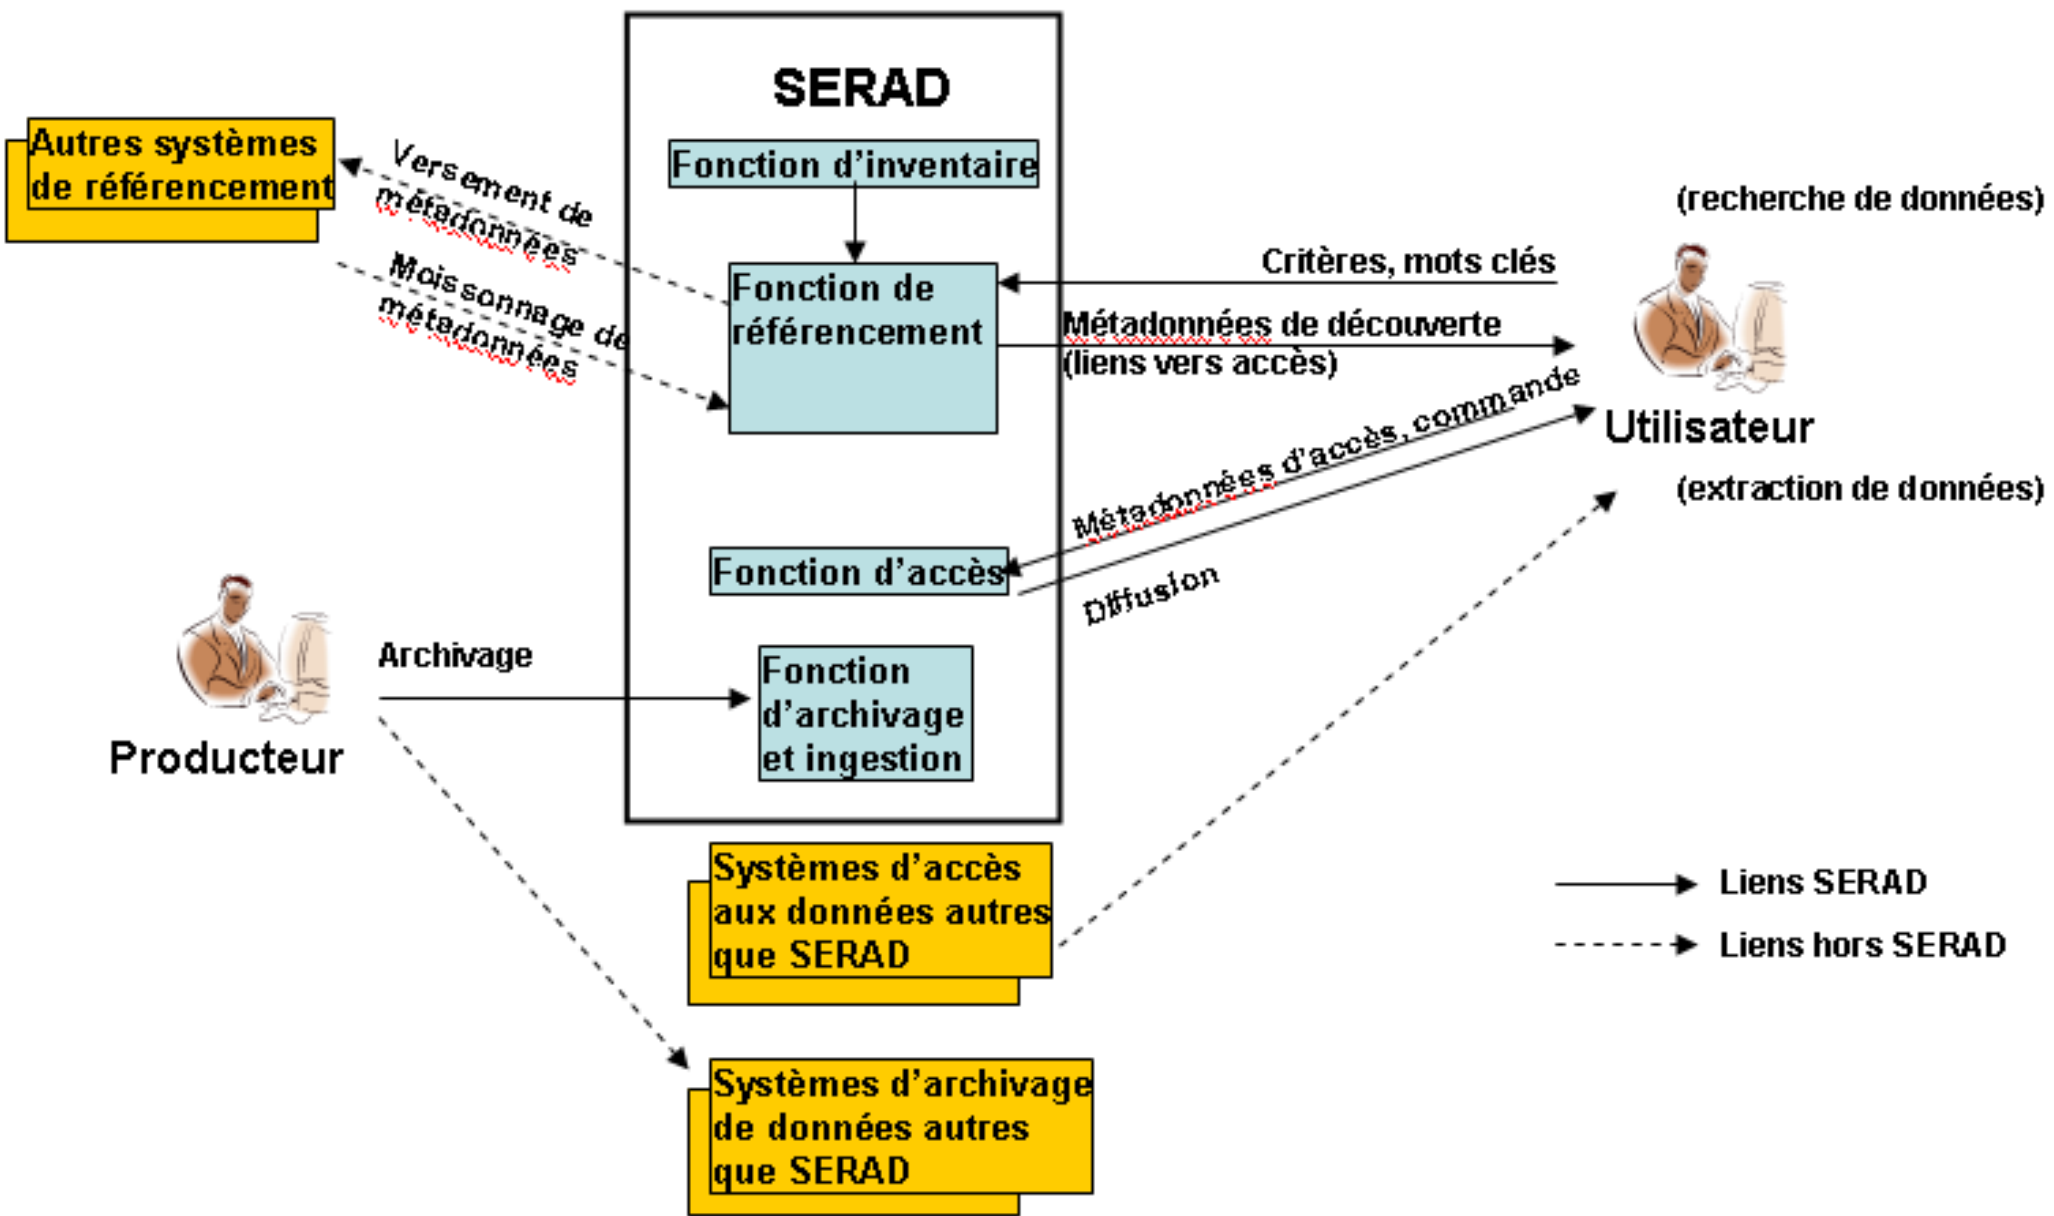 SERAD
Fonction d'inventaire
Autres systèmes
de référencement
Versement de
métadonnées
Moissonnage de
métadonnées
Fonction de
référencement
(recherche de données)
Critères, mots clés
Métadonnées de découverte
(liens vers accès)
Utilisateur
(extraction de données)
Métadonnées d'accès, commande
Diffusion
Fonction d'accès
Archivage
Producteur
Fonction
d'archivage
et ingestion
Systèmes d'accès
aux données autres
que SERAD
Systèmes d'archivage
de données autres
que SERAD
Liens SERAD
Liens hors SERAD